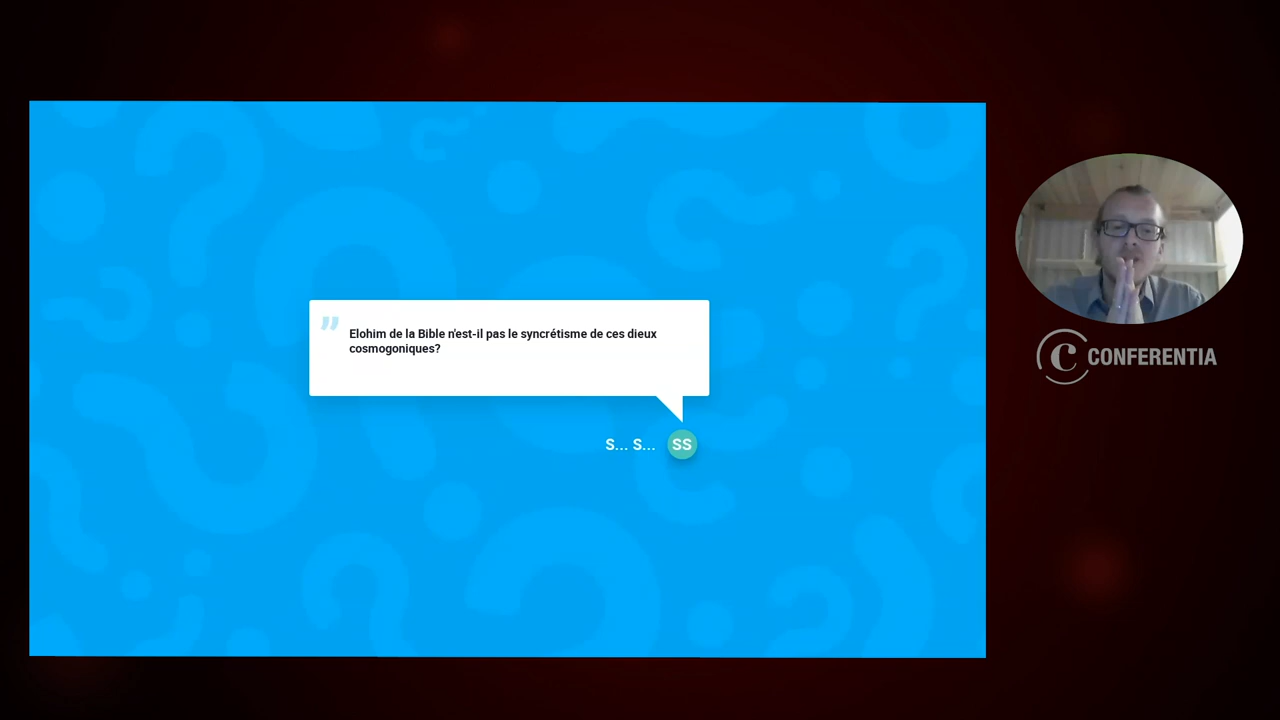 ”
Elohim de la Bible n'est-il pas le syncrétisme de ces dieux
cosmogoniques?
S... S... SS
C CONFERENTIA